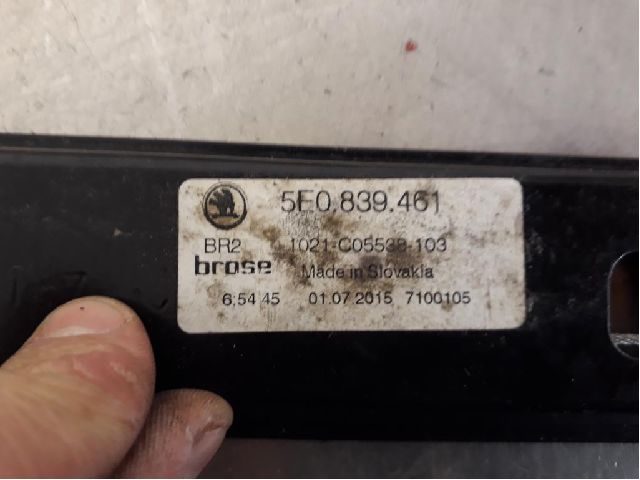 5E0.839.461
BR2 1021-C05538-103
brose Made in Slovakia
6:54:45 01.07.2015 7100105